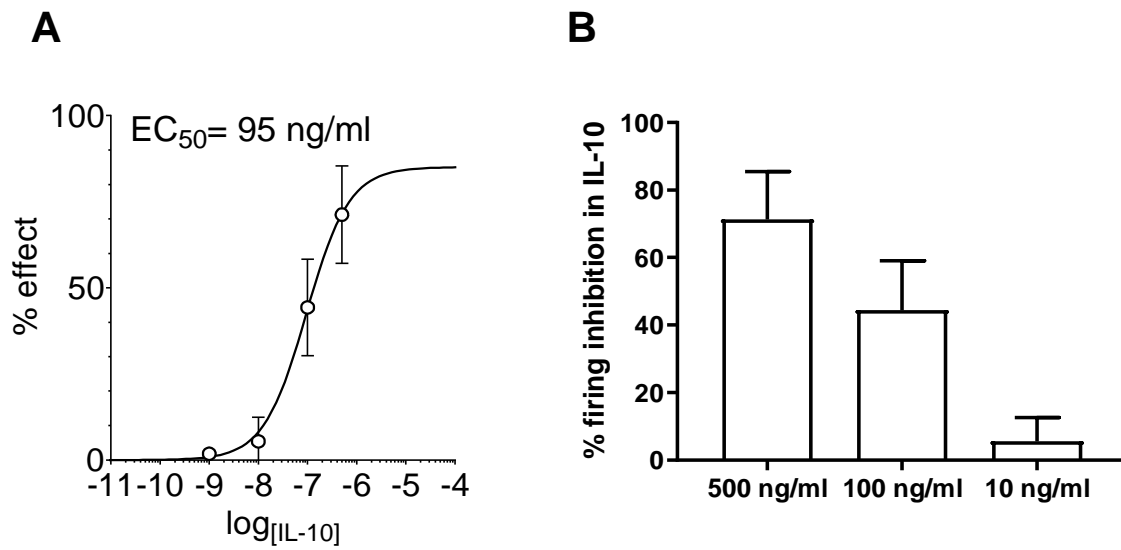 A
EC50= 95 ng/ml
% effect
100
50
0
-11 -10 -9 -8 -7 -6 -5 -4
log[IL-10]
B
% firing inhibition in IL-10
100
80
60
40
20
0
500 ng/ml 100 ng/ml 10 ng/ml